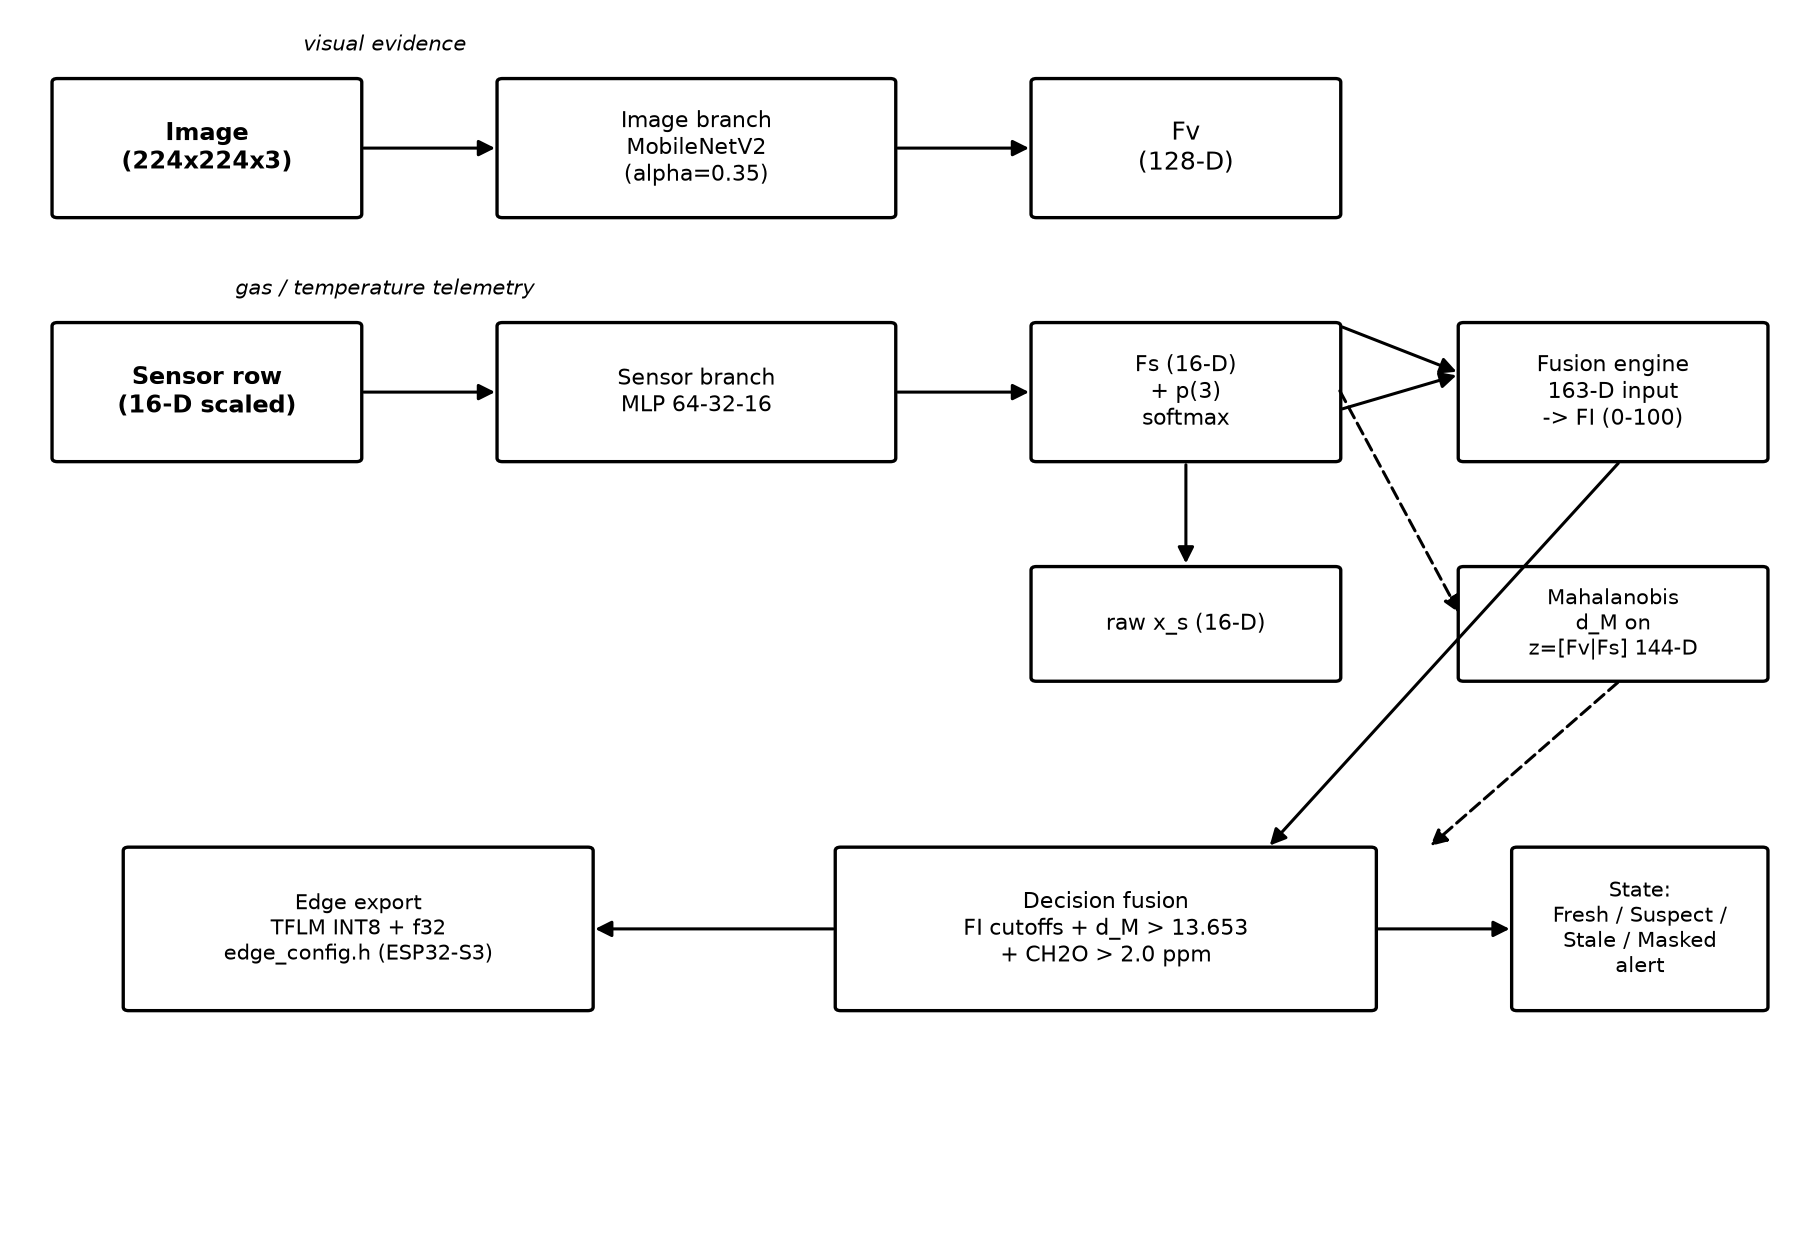 visual evidence
Image
(224x224x3)
Image branch
MobileNetV2
(alpha=0.35)
Fv
(128-D)
gas / temperature telemetry
Sensor row
(16-D scaled)
Sensor branch
MLP 64-32-16
Fs (16-D)
+ p(3)
softmax
Fusion engine
163-D input
-> FI (0-100)
raw x_s (16-D)
Mahalanobis
d_M on
z=[Fv|Fs] 144-D
Edge export
TFLM INT8 + f32
edge_config.h (ESP32-S3)
Decision fusion
FI cutoffs + d_M > 13.653
+ CH2O > 2.0 ppm
State:
Fresh / Suspect /
Stale / Masked
alert